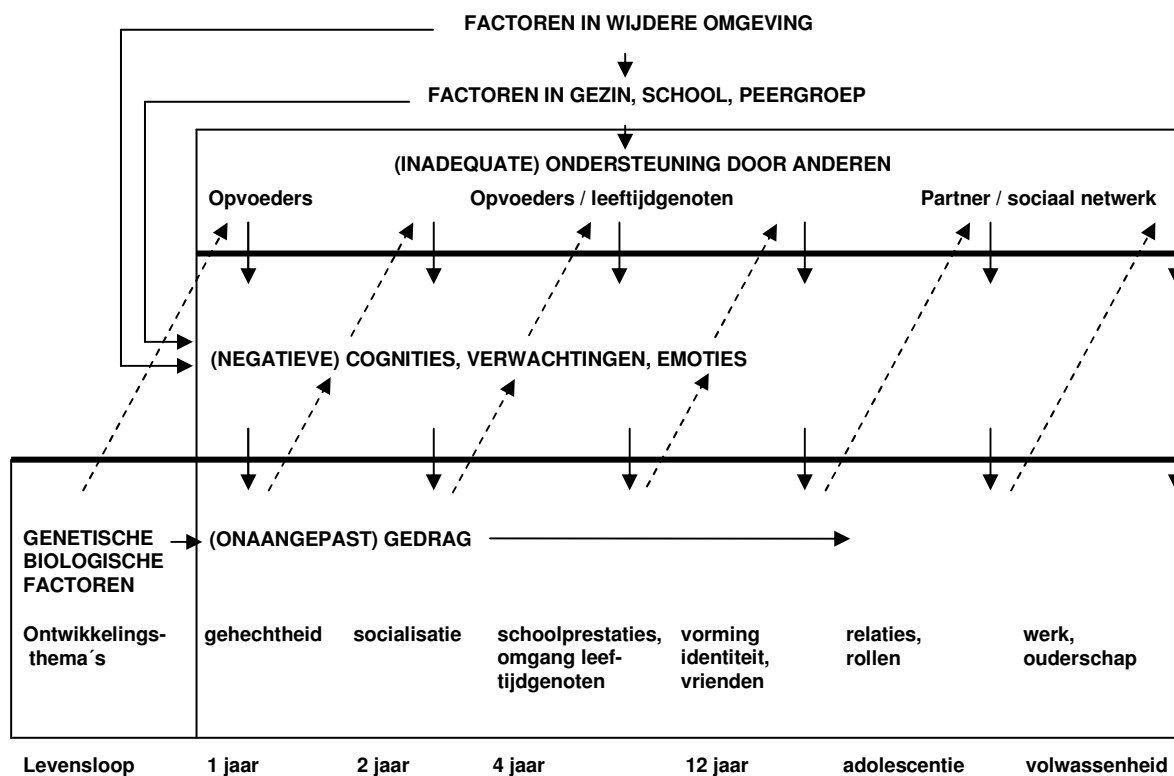 FACTOREN IN WIJDERE OMGEVING
FACTOREN IN GEZIN, SCHOOL, PEERGROEP
(INADEQUATE) ONDERSTEUNING DOOR ANDEREN
Opvoeders
Opvoeders / leeftijdgenoten
Partner / sociaal netwerk
(NEGATIEVE) COGNITIES, VERWACHTINGEN, EMOTIES
GENETISCHE
BIOLOGISCHE
FACTOREN
(ONAANGEPAST) GEDRAG
Ontwikkelings-
thema´s
gehechtheid
socialisatie
schoolprestaties,
omgang leef-
tijdgenoten
vorming
identiteit,
vrienden
relaties,
rollen
werk,
ouderschap
Levensloop
1 jaar
2 jaar
4 jaar
12 jaar
adolescentie
volwassenheid